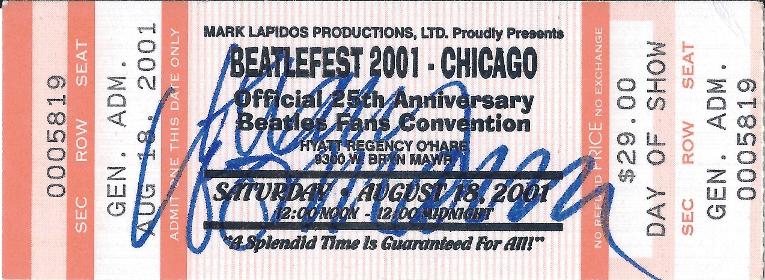 0005819
SEC ROW SEAT
GEN. ADM.
AUG 18, 2001
ADMIT ONE THIS DATE ONLY
MARK LAPIDOS PRODUCTIONS, LTD. Proudly Presents
BEATLEFEST 2001 - CHICAGO
Official 25th Anniversary
Beatles Fans Convention
HYATT REGENCY O'HARE
9300 W. BRYN MAWR
SATURDAY • AUGUST 18, 2001
12:00 NOON - 12:00 MIDNIGHT
"A Splendid Time Is Guaranteed For All!"
NO REFUND PRICE NO EXCHANGE
$29.00
DAY OF SHOW
SEC ROW SEAT
GEN. ADM.
0005819